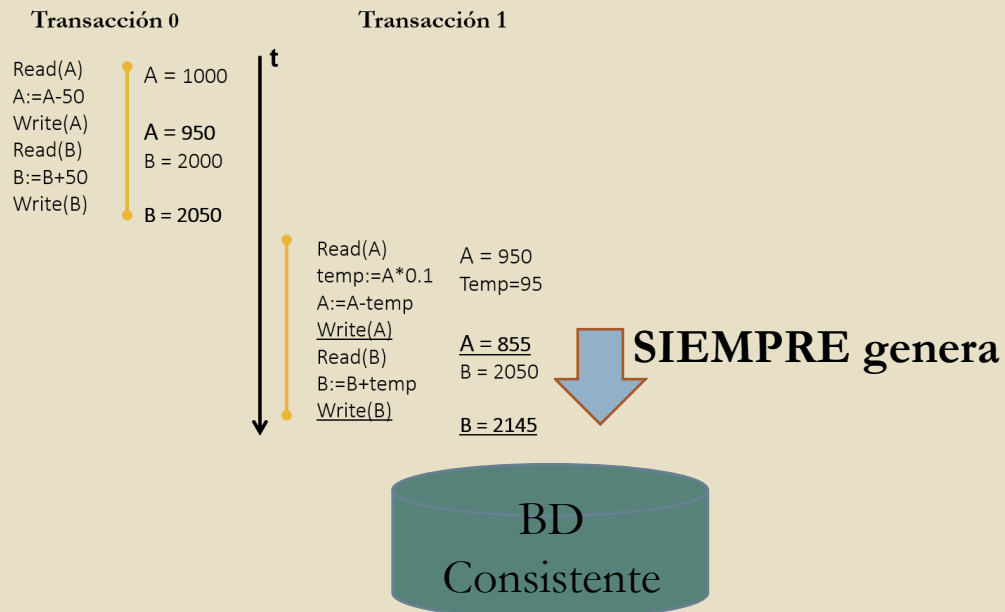 Transacción 0
Transacción 1
t
Read(A)
A:=A-50
Write(A)
Read(B)
B:=B+50
Write(B)
A = 1000
A = 950
B = 2000
B = 2050
Read(A)
temp:=A*0.1
A:=A-temp
Write(A)
Read(B)
B:=B+temp
Write(B)
A = 950
Temp=95
A = 855
B = 2050
B = 2145
SIEMPRE genera
BD
Consistente